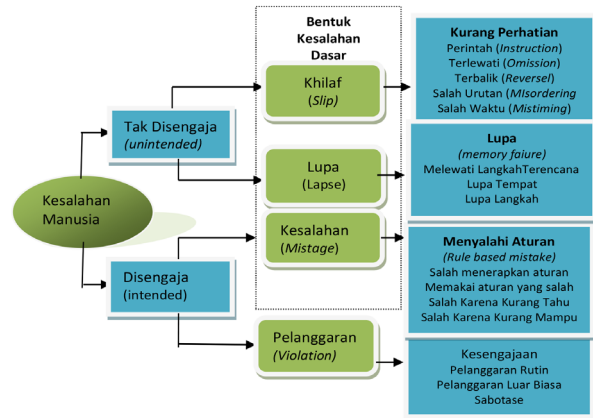 Kesalahan
Manusia
Tak Disengaja
(unintended)
Disengaja
(intended)
Bentuk
Kesalahan
Dasar
Khilaf
(Slip)
Lupa
(Lapse)
Kesalahan
(Mistage)
Pelanggaran
(Violation)
Kurang Perhatian
Perintah (Instruction)
Terlewati (Omission)
Terbalik (Reversel)
Salah Urutan (MIsordering
Salah Waktu (Mistiming)
Lupa
(memory faiure)
Melewati LangkahTerencana
Lupa Tempat
Lupa Langkah
Menyalahi Aturan
(Rule based mistake)
Salah menerapkan aturan
Memakai aturan yang salah
Salah Karena Kurang Tahu
Salah Karena Kurang Mampu
Kesengajaan
Pelanggaran Rutin
Pelanggaran Luar Biasa
Sabotase